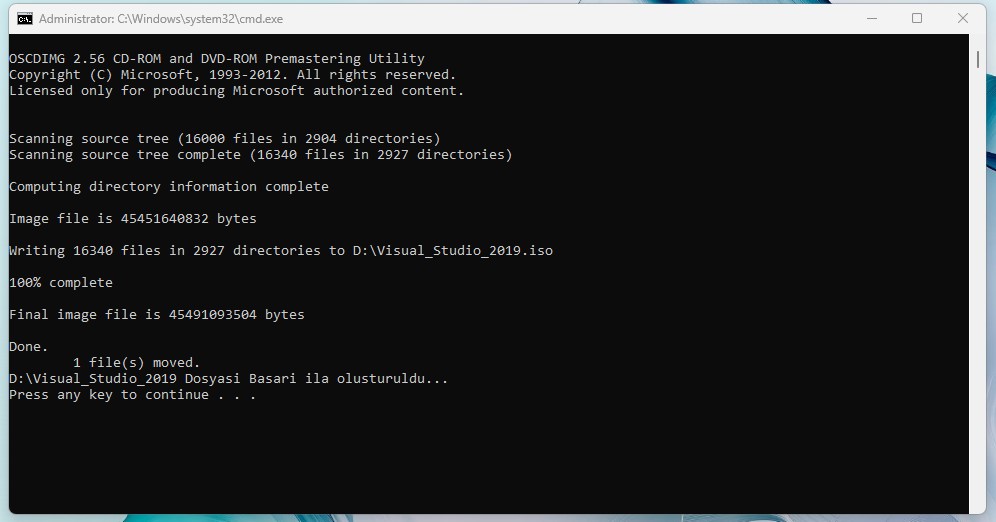 Administrator: C:\Windows\system32\cmd.exe
OSCDIMG 2.56 CD-ROM and DVD-ROM Premastering Utility
Copyright (C) Microsoft, 1993-2012. All rights reserved.
Licensed only for producing Microsoft authorized content.
Scanning source tree (16000 files in 2904 directories)
Scanning source tree complete (16340 files in 2927 directories)
Computing directory information complete
Image file is 45451640832 bytes
Writing 16340 files in 2927 directories to D:\Visual_Studio_2019.iso
100% complete
Final image file is 45491093504 bytes
Done.
1 file(s) moved.
D:\Visual_Studio_2019 Dosyasi Basari ila olusturuldu...
Press any key to continue . . .